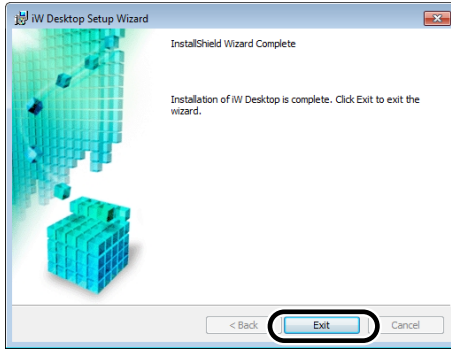 iW Desktop Setup Wizard
InstallShield Wizard Complete
Installation of iW Desktop is complete. Click Exit to exit the
wizard.
< Back Exit Cancel